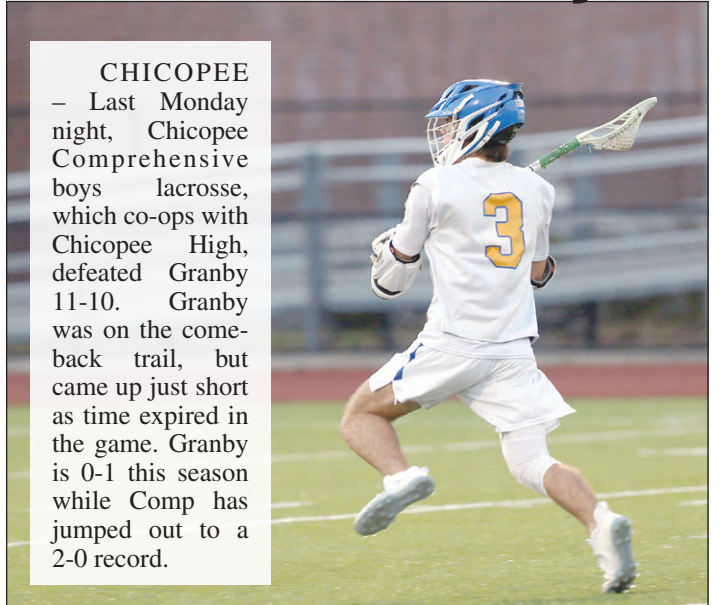 CHICOPEE
– Last Monday
night, Chicopee
Comprehensive
boys lacrosse,
which co-ops with
Chicopee High,
defeated Granby
11-10. Granby
was on the come-
back trail, but
came up just short
as time expired in
the game. Granby
is 0-1 this season
while Comp has
jumped out to a
2-0 record.
3